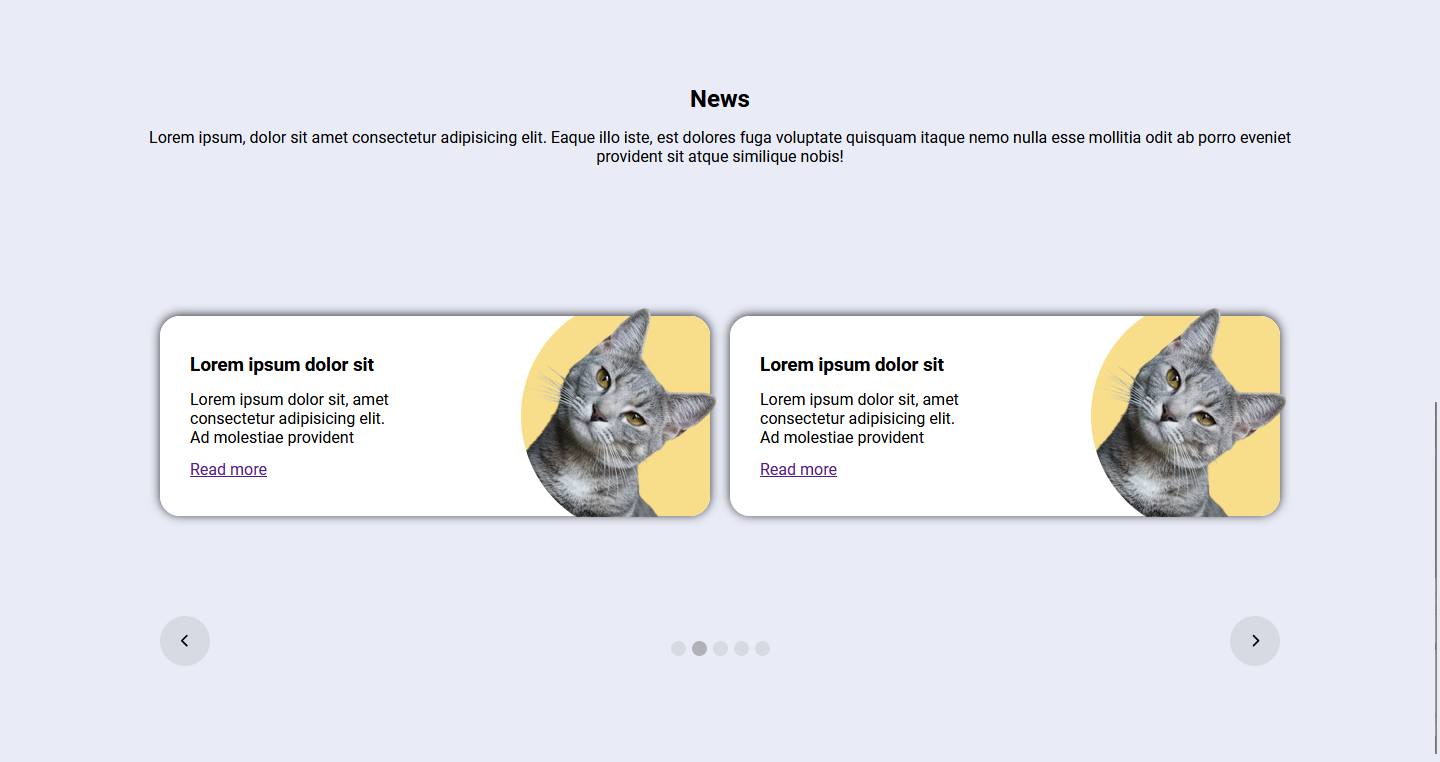 News
Lorem ipsum, dolor sit amet consectetur adipisicing elit. Eaque illo iste, est dolores fuga voluptate quisquam itaque nemo nulla esse mollitia odit ab porro eveniet
provident sit atque similique nobis!
Lorem ipsum dolor sit
Lorem ipsum dolor sit, amet
consectetur adipisicing elit.
Ad molestiae provident
Read more
Lorem ipsum dolor sit
Lorem ipsum dolor sit, amet
consectetur adipisicing elit.
Ad molestiae provident
Read more